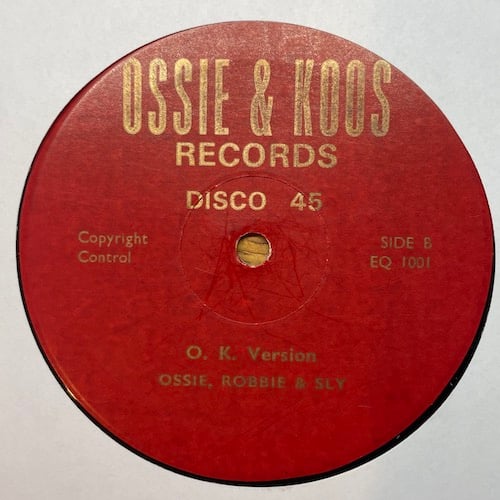 OSSIE & KOOS
RECORDS
DISCO 45
Copyright
Control
SIDE B
EQ 1001
O. K. Version
OSSIE, ROBBIE & SLY